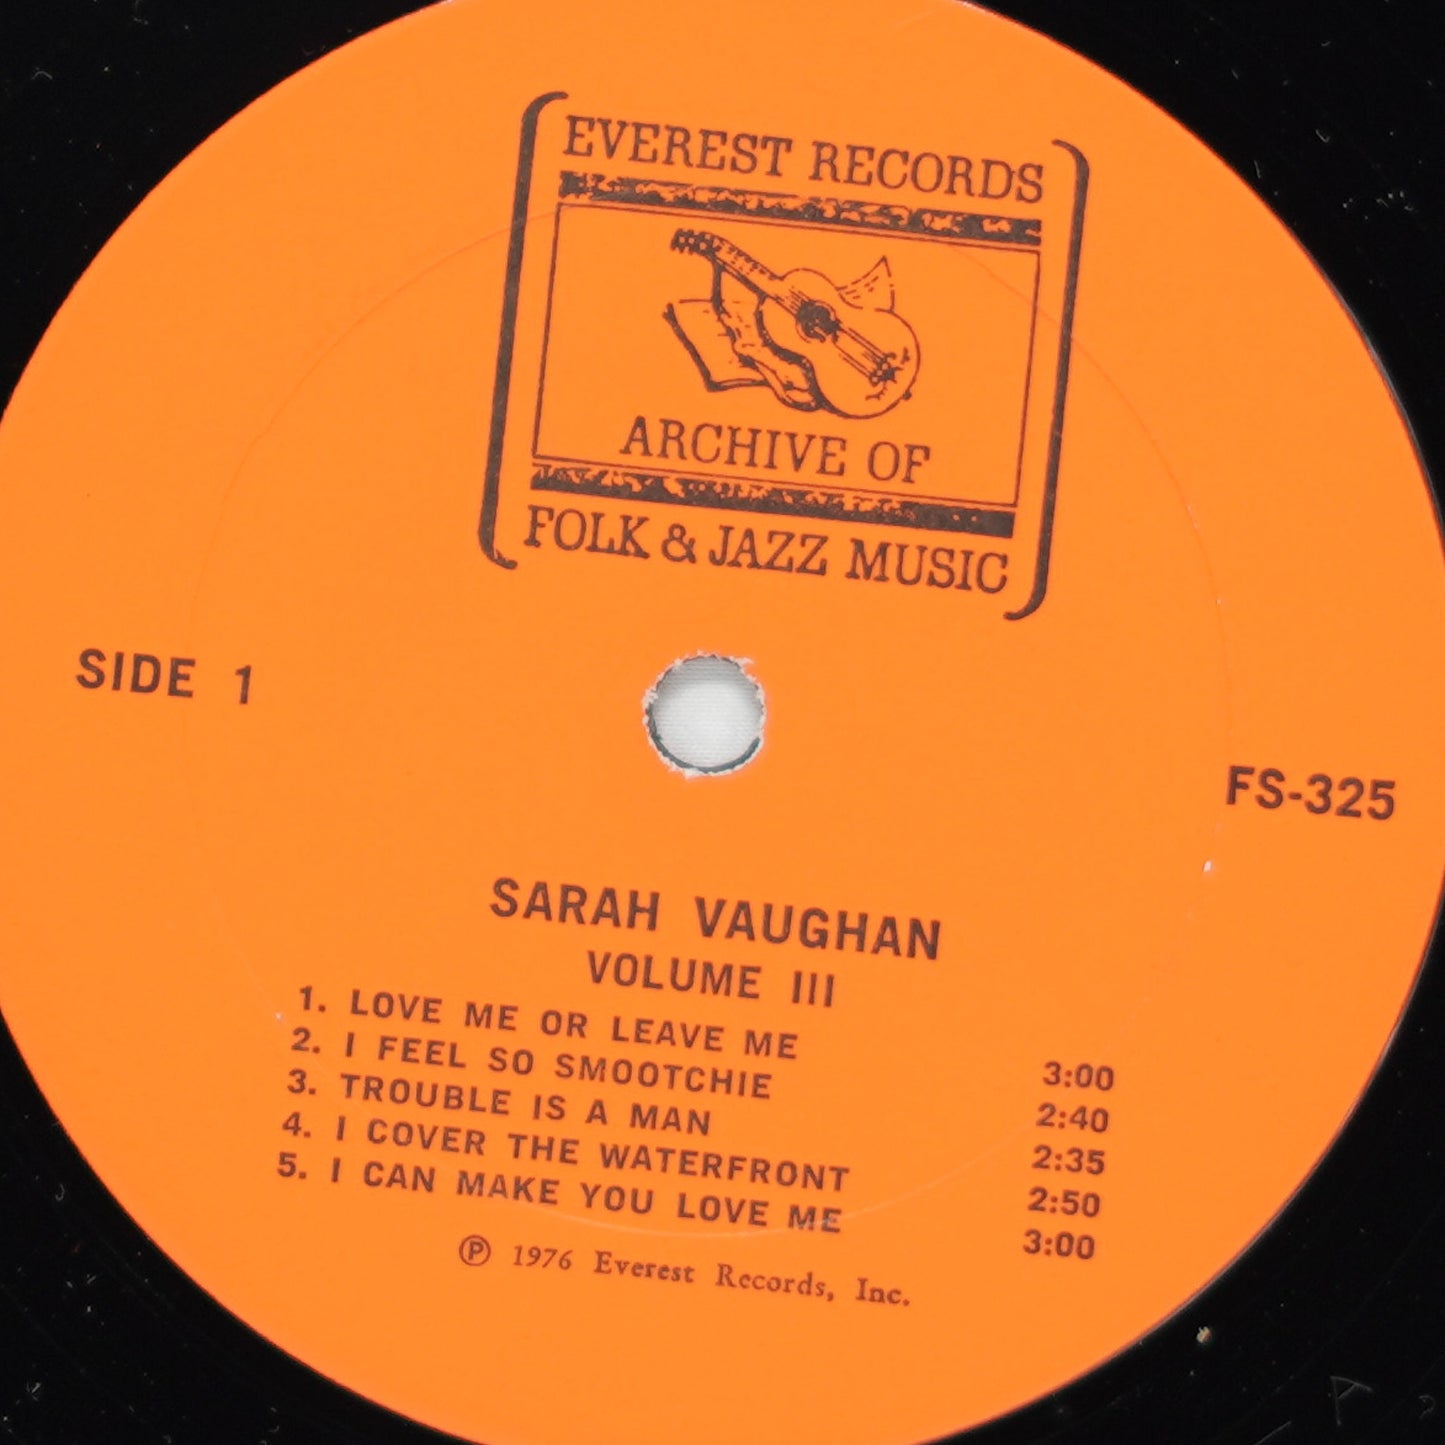 EVEREST RECORDS
ARCHIVE OF
FOLK & JAZZ MUSIC
SIDE 1
FS-325
SARAH VAUGHAN
VOLUME III
1. LOVE ME OR LEAVE ME 3:00
2. I FEEL SO SMOOTCHIE 2:40
3. TROUBLE IS A MAN 2:35
4. I COVER THE WATERFRONT 2:50
5. I CAN MAKE YOU LOVE ME 3:00
℗ 1976 Everest Records, Inc.